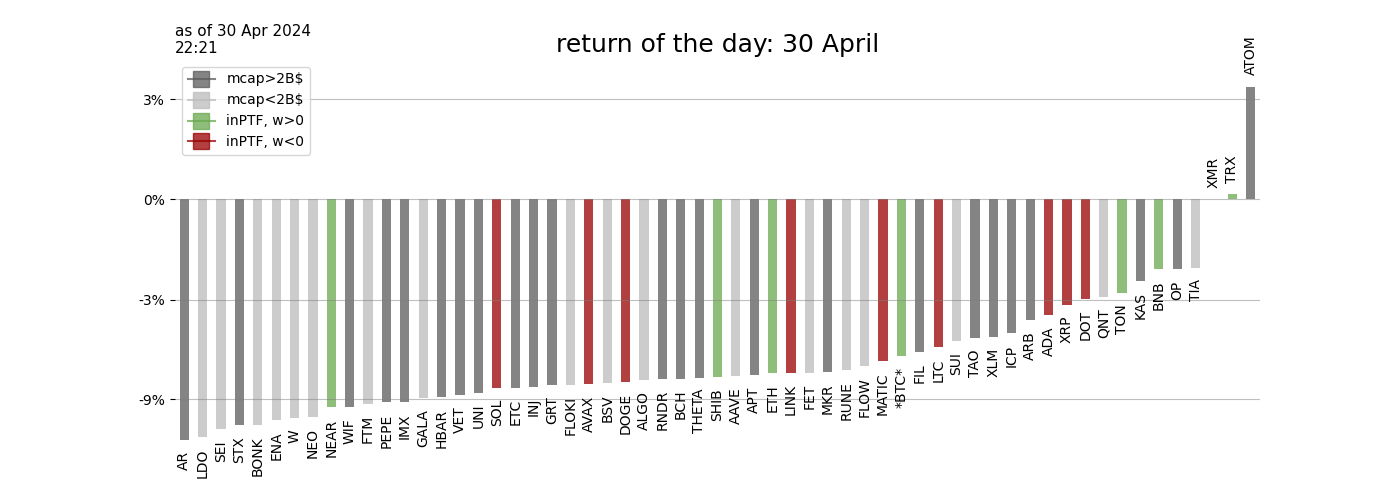 as of 30 Apr 2024
22:21
return of the day: 30 April
mcap>2B$
mcap<2B$
inPTF, w>0
inPTF, w<0
3%
0%
-3%
-9%
AR
LDO
SEI
STX
BONK
ENA
W
NEO
NEAR
WIF
FTM
PEPE
IMX
GALA
HBAR
VET
UNI
SOL
ETC
INJ
GRT
FLOKI
AVAX
BSV
DOGE
ALGO
RNDR
BCH
THETA
SHIB
AAVE
APT
ETH
LINK
FET
MKR
RUNE
FLOW
MATIC
*BTC*
FIL
LTC
SUI
TAO
XLM
ICP
ARB
ADA
XRP
DOT
QNT
TON
KAS
BNB
OP
TIA
XMR
TRX
ATOM